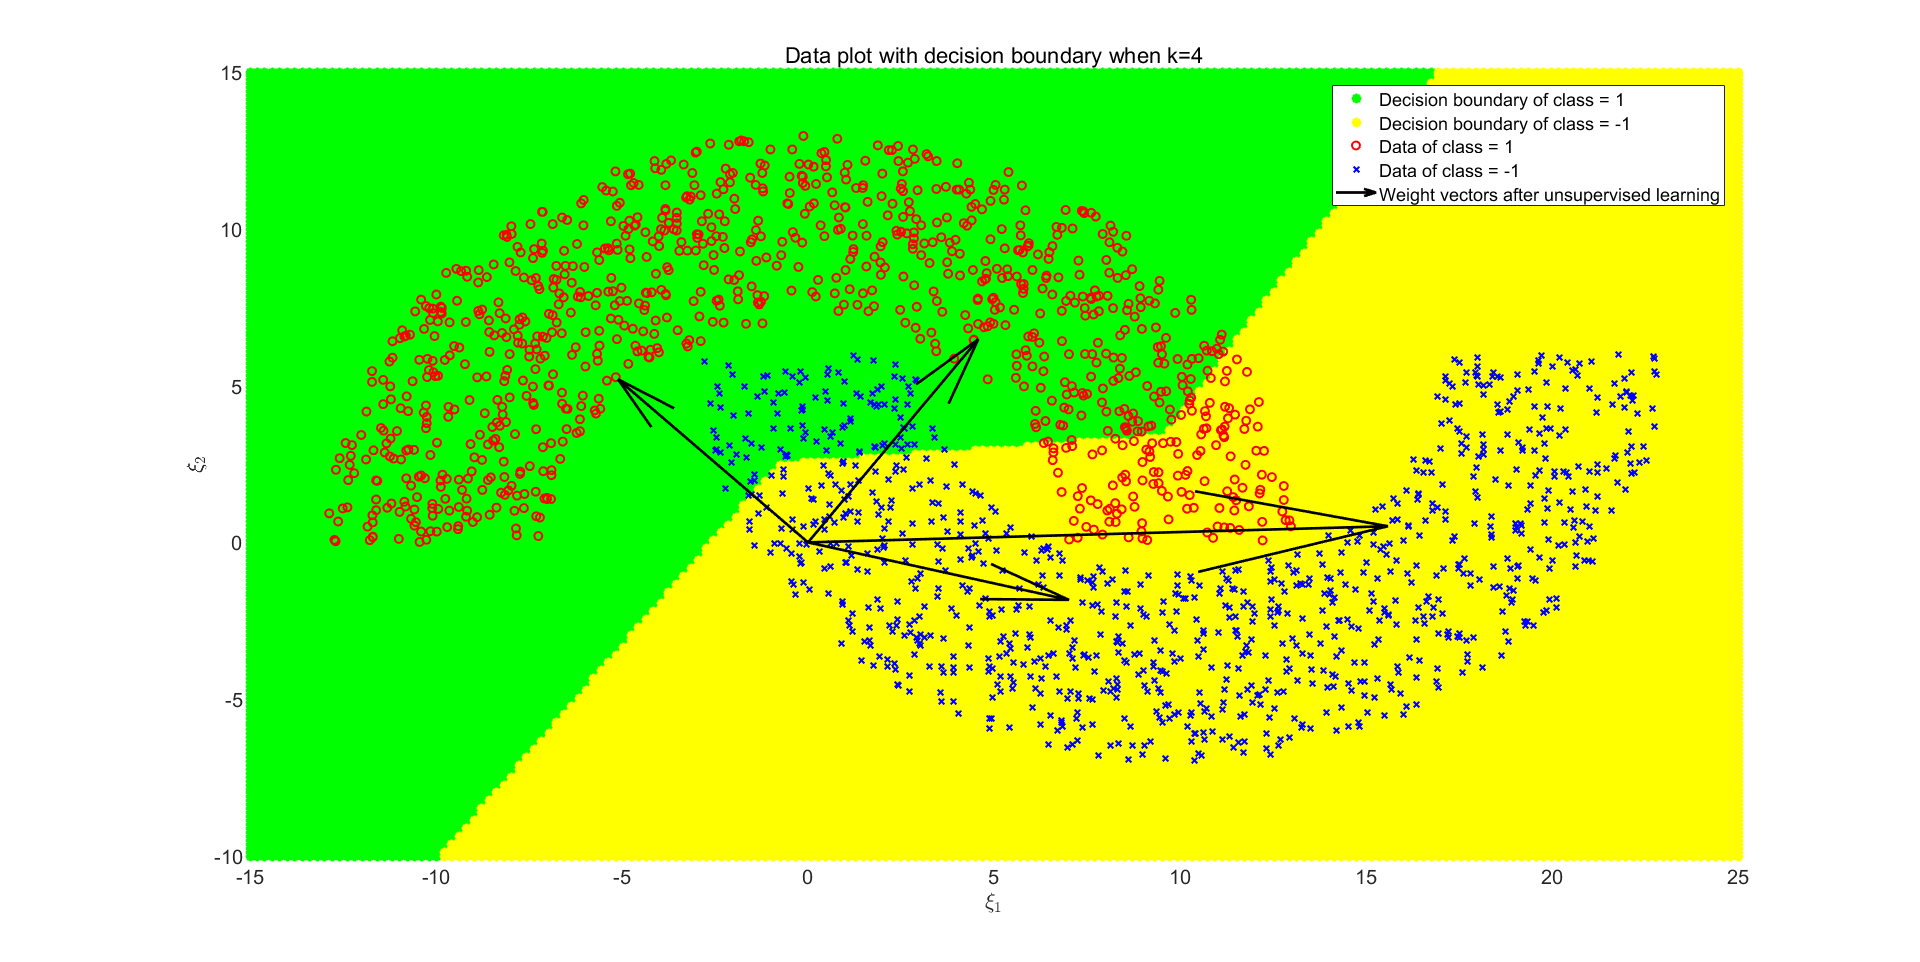 Data plot with decision boundary when k=4
15
10
5
0
-5
-10
-15
-10
-5
0
5
10
15
20
25
ξ₂
ξ₁
Decision boundary of class = 1
Decision boundary of class = -1
Data of class = 1
Data of class = -1
Weight vectors after unsupervised learning